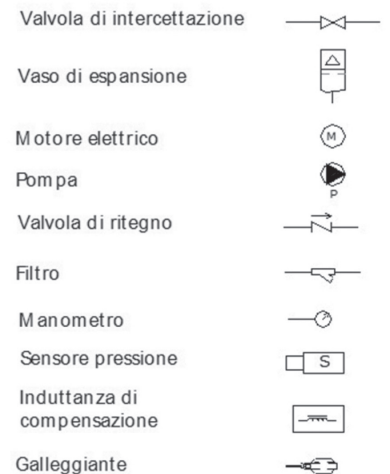 Valvola di intercettazione
Vaso di espansione
Motore elettrico
M
Pompa
P
Valvola di ritegno
Filtro
Manometro
Sensore pressione
S
Induttanza di
compensazione
Galleggiante